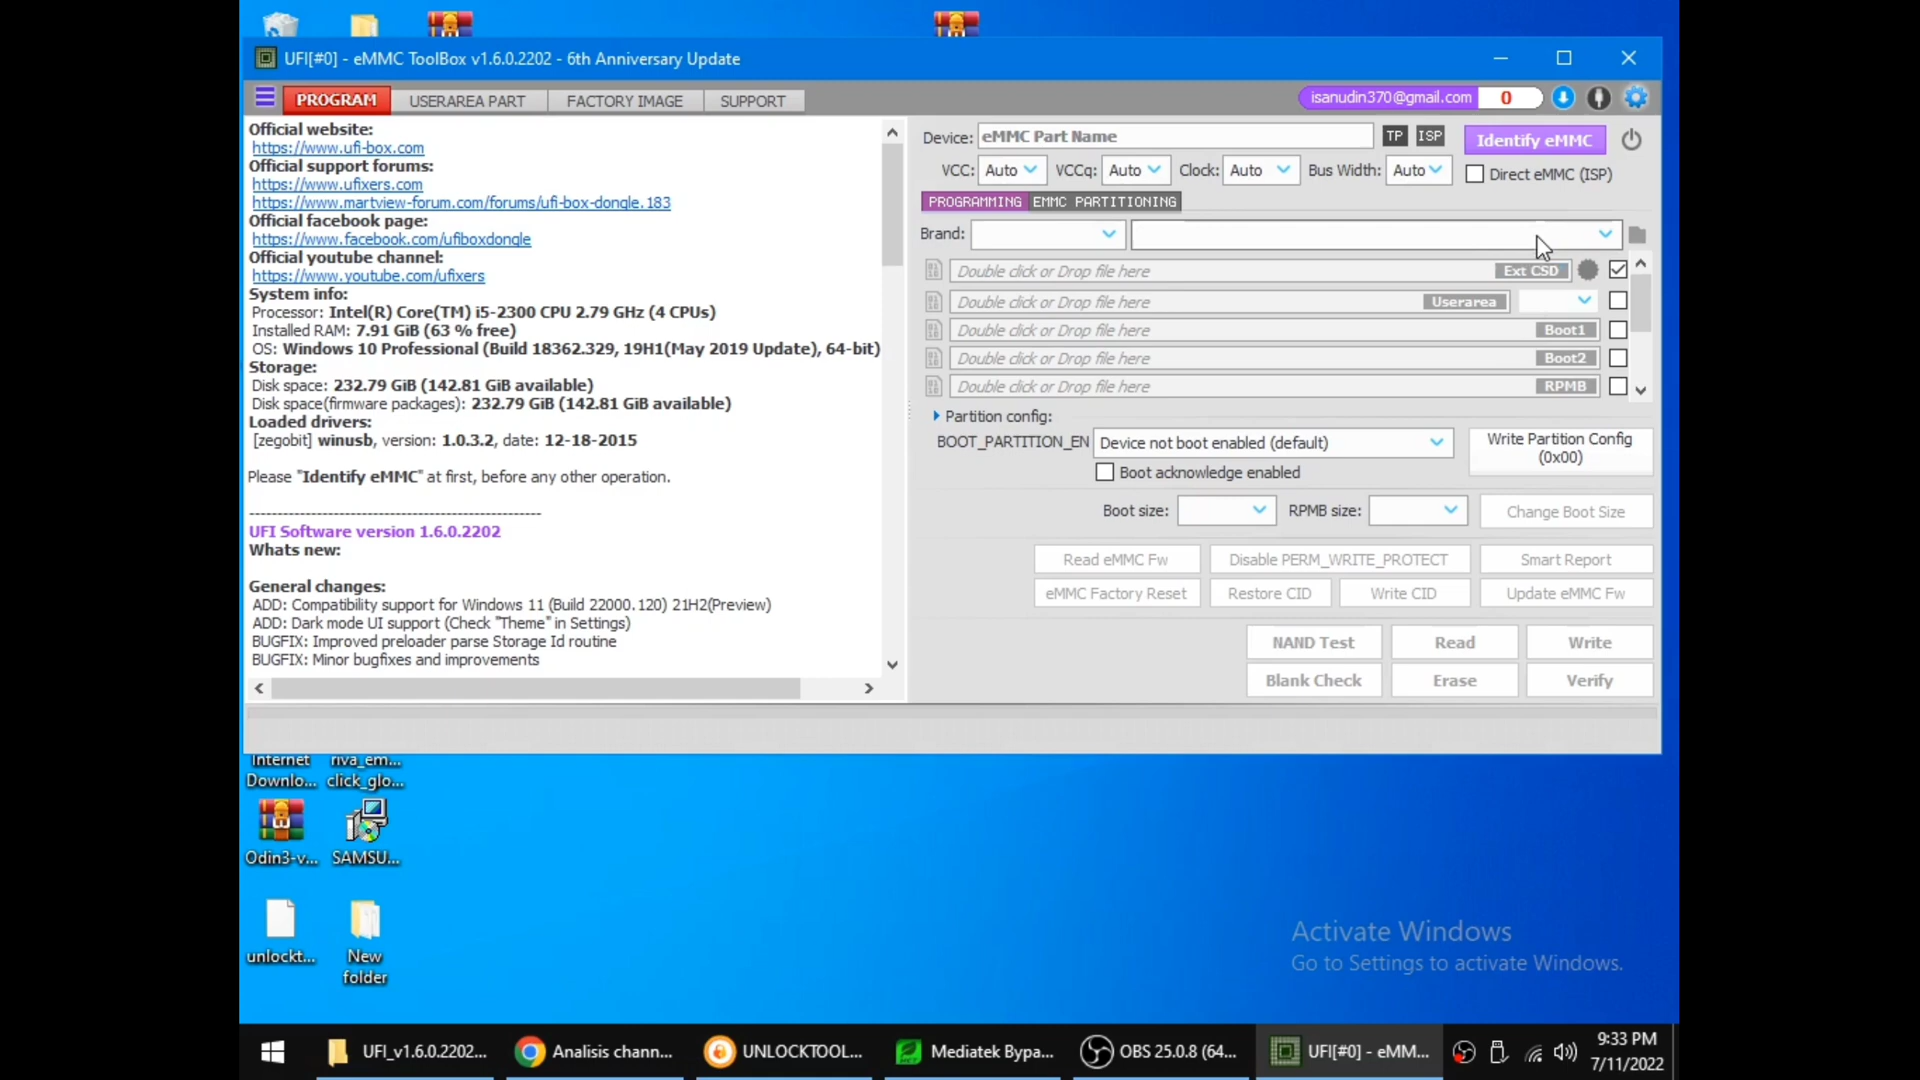 UFI[#0] - eMMC ToolBox v1.6.0.2202 - 6th Anniversary Update
PROGRAM USERAREA PART FACTORY IMAGE SUPPORT
isanudin370@gmail.com 0
Official website:
https://www.ufi-box.com
Official support forums:
https://www.ufixers.com
https://www.martview-forum.com/forums/ufi-box-dongle.183
Official facebook page:
https://www.facebook.com/ufiboxdongle
Official youtube channel:
https://www.youtube.com/ufixers
System info:
Processor: Intel(R) Core(TM) i5-2300 CPU 2.79 GHz (4 CPUs)
Installed RAM: 7.91 GiB (63 % free)
OS: Windows 10 Professional (Build 18362.329, 19H1(May 2019 Update), 64-bit)
Storage:
Disk space: 232.79 GiB (142.81 GiB available)
Disk space(firmware packages): 232.79 GiB (142.81 GiB available)
Loaded drivers:
[zegobit] winusb, version: 1.0.3.2, date: 12-18-2015
Please "Identify eMMC" at first, before any other operation.
--------------------------------------------------
UFI Software version 1.6.0.2202
Whats new:
General changes:
ADD: Compatibility support for Windows 11 (Build 22000.120) 21H2(Preview)
ADD: Dark mode UI support (Check "Theme" in Settings)
BUGFIX: Improved preloader parse Storage Id routine
BUGFIX: Minor bugfixes and improvements
Device: eMMC Part Name TP ISP Identify eMMC
VCC: Auto VCCq: Auto Clock: Auto Bus Width: Auto Direct eMMC (ISP)
PROGRAMMING EMMC PARTITIONING
Brand:
Double click or Drop file here Ext CSD
Double click or Drop file here Userarea
Double click or Drop file here Boot1
Double click or Drop file here Boot2
Double click or Drop file here RPMB
Partition config:
BOOT_PARTITION_EN Device not boot enabled (default) Write Partition Config
(0x00)
Boot acknowledge enabled
Boot size: RPMB size: Change Boot Size
Read eMMC Fw Disable PERM_WRITE_PROTECT Smart Report
eMMC Factory Reset Restore CID Write CID Update eMMC Fw
NAND Test Read Write
Blank Check Erase Verify
Internet
Downlo...
riva_em...
click_glo...
Odin3-v... SAMSU...
unlockt... New
folder
Activate Windows
Go to Settings to activate Windows.
UFI_v1.6.0.2202... Analisis chann... UNLOCKTOOL... Mediatek Bypa... OBS 25.0.8 (64... UFI[#0] - eMM...
9:33 PM
7/11/2022